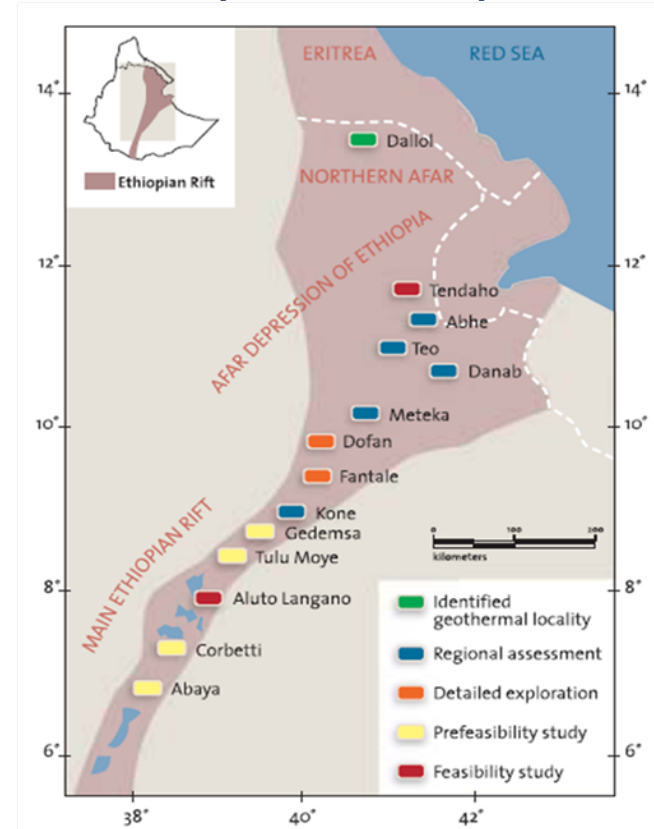 ERITREA
RED SEA
14°
14°
Dallol
Ethiopian Rift
NORTHERN AFAR
12°
12°
AFAR DEPRESSION OF ETHIOPIA
Tendaho
Abhe
Teo
Danab
Meteka
10°
10°
Dofan
Fantale
Kone
Gedemsa
0 100 200
kilometers
Tulu Moye
MAIN ETHIOPIAN RIFT
8°
8°
Aluto Langano
Identified
geothermal locality
Corbetti
Regional assessment
Abaya
Detailed exploration
Prefeasibility study
6°
6°
Feasibility study
38°
40°
42°